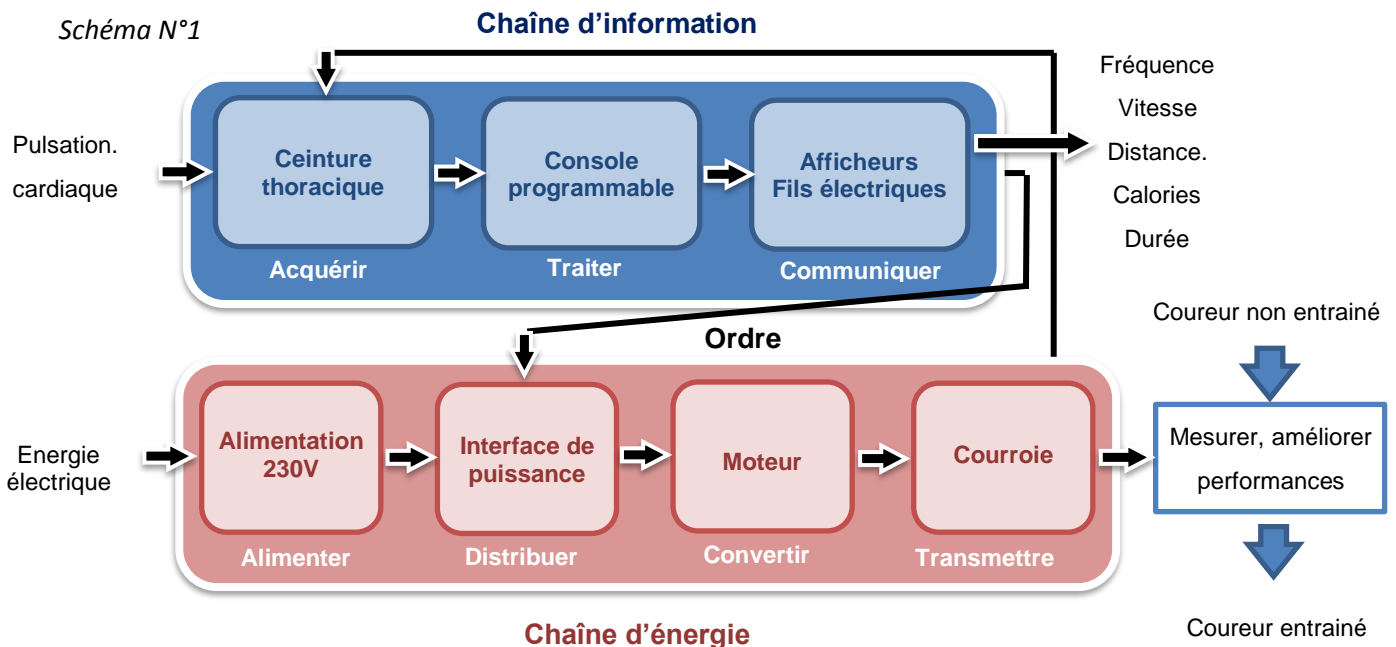 Schéma N°1
Chaîne d’information
Pulsation.
cardiaque
Ceinture
thoracique
Acquérir
Console
programmable
Traiter
Afficheurs
Fils électriques
Communiquer
Fréquence
Vitesse
Distance.
Calories
Durée
Ordre
Energie
électrique
Alimentation
230V
Alimenter
Interface de
puissance
Distribuer
Moteur
Convertir
Courroie
Transmettre
Chaîne d’énergie
Coureur non entrainé
Mesurer, améliorer
performances
Coureur entrainé